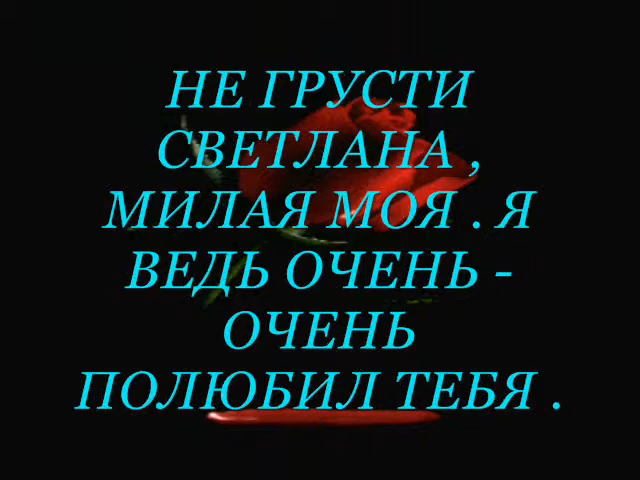 НЕ ГРУСТИ
СВЕТЛАНА ,
МИЛАЯ МОЯ . Я
ВЕДЬ ОЧЕНЬ -
ОЧЕНЬ
ПОЛЮБИЛ ТЕБЯ .